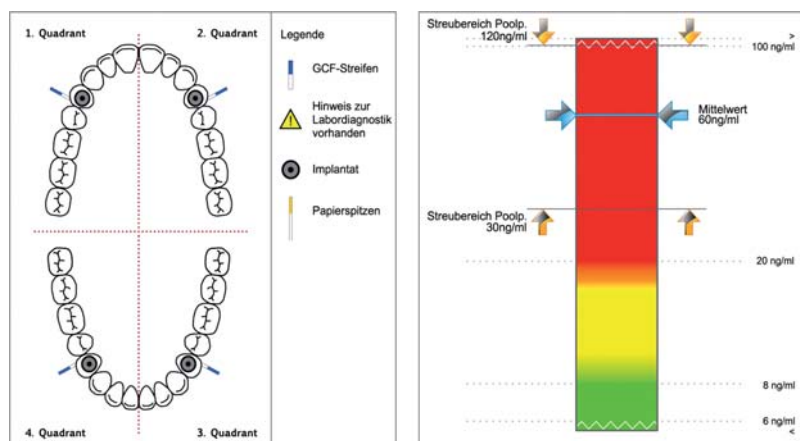 1. Quadrant
2. Quadrant
4. Quadrant
3. Quadrant
Legende
GCF-Streifen
Hinweis zur
Labordiagnostik
vorhanden
Implantat
Papierspitzen
Streubereich Poolp.
120ng/ml
>
100 ng/ml
Mittelwert
60ng/ml
Streubereich Poolp.
30ng/ml
20 ng/ml
8 ng/ml
6 ng/ml
<